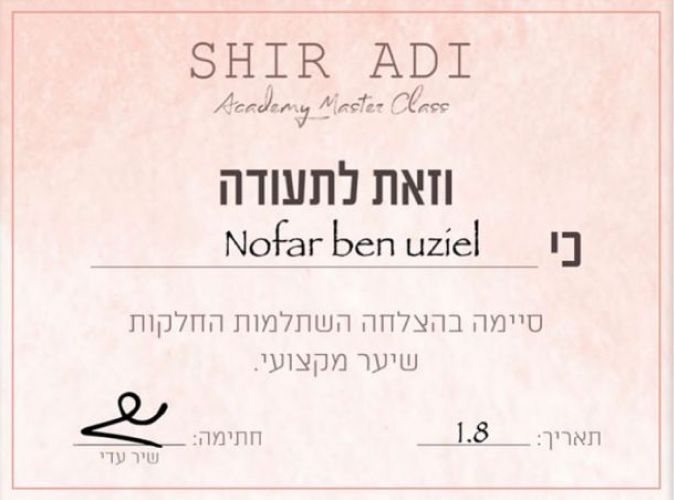 SHIR ADI
Academy Master Class
וזאת לתעודה
כי Nofar ben uziel
סיימה בהצלחה השתלמות החלקות
שיער מקצועי.
תאריך: 1.8 חתימה:
שיר עדי